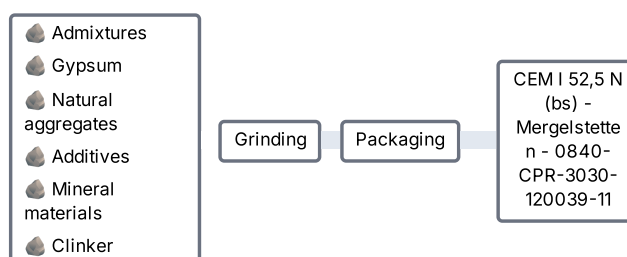 Admixtures
Gypsum
Natural
aggregates
Additives
Mineral
materials
Clinker
Grinding
Packaging
CEM I 52,5 N
(bs) -
Mergelstette
n - 0840-
CPR-3030-
120039-11